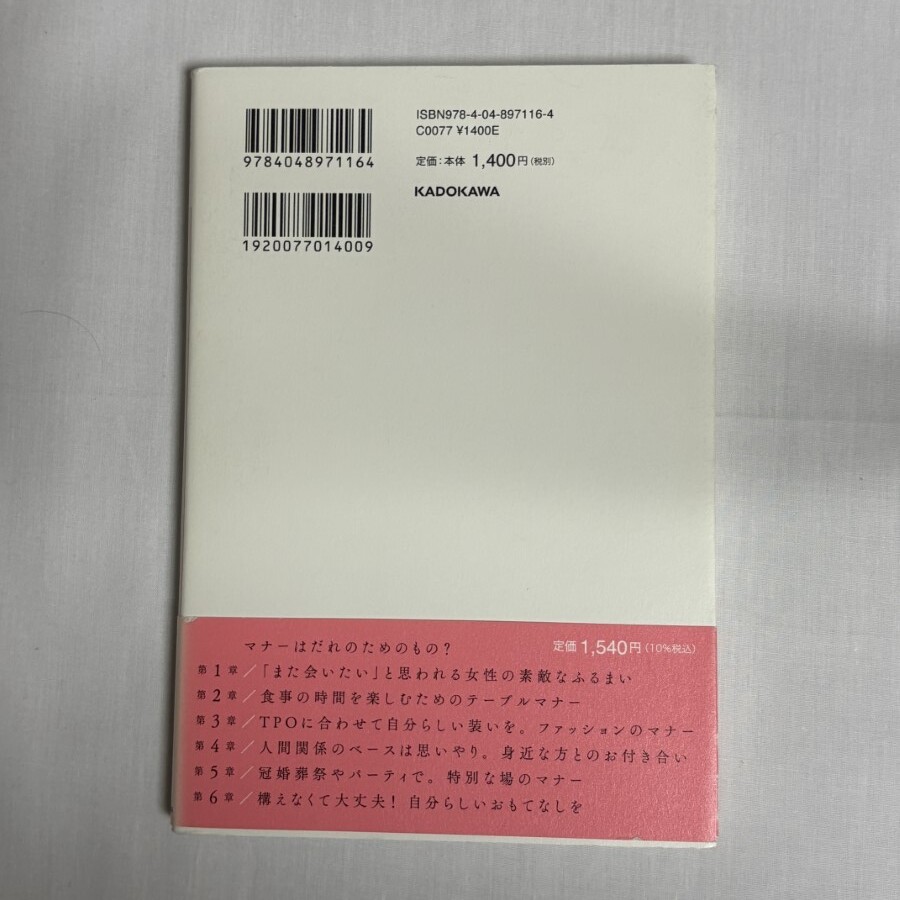 9784048971164
1920077014009
ISBN978-4-04-897116-4
C0077 ¥1400E
定価：本体 1,400円（税別）
KADOKAWA
マナーはだれのためのもの？
定価 1,540円（10%税込）
第1章／「また会いたい」と思われる女性の素敵なふるまい
第2章／食事の時間を楽しむためのテーブルマナー
第3章／TPOに合わせて自分らしい装いを。ファッションのマナー
第4章／人間関係のベースは思いやり。身近な方とのお付き合い
第5章／冠婚葬祭やパーティで。特別な場のマナー
第6章／構えなくて大丈夫！自分らしいおもてなしを